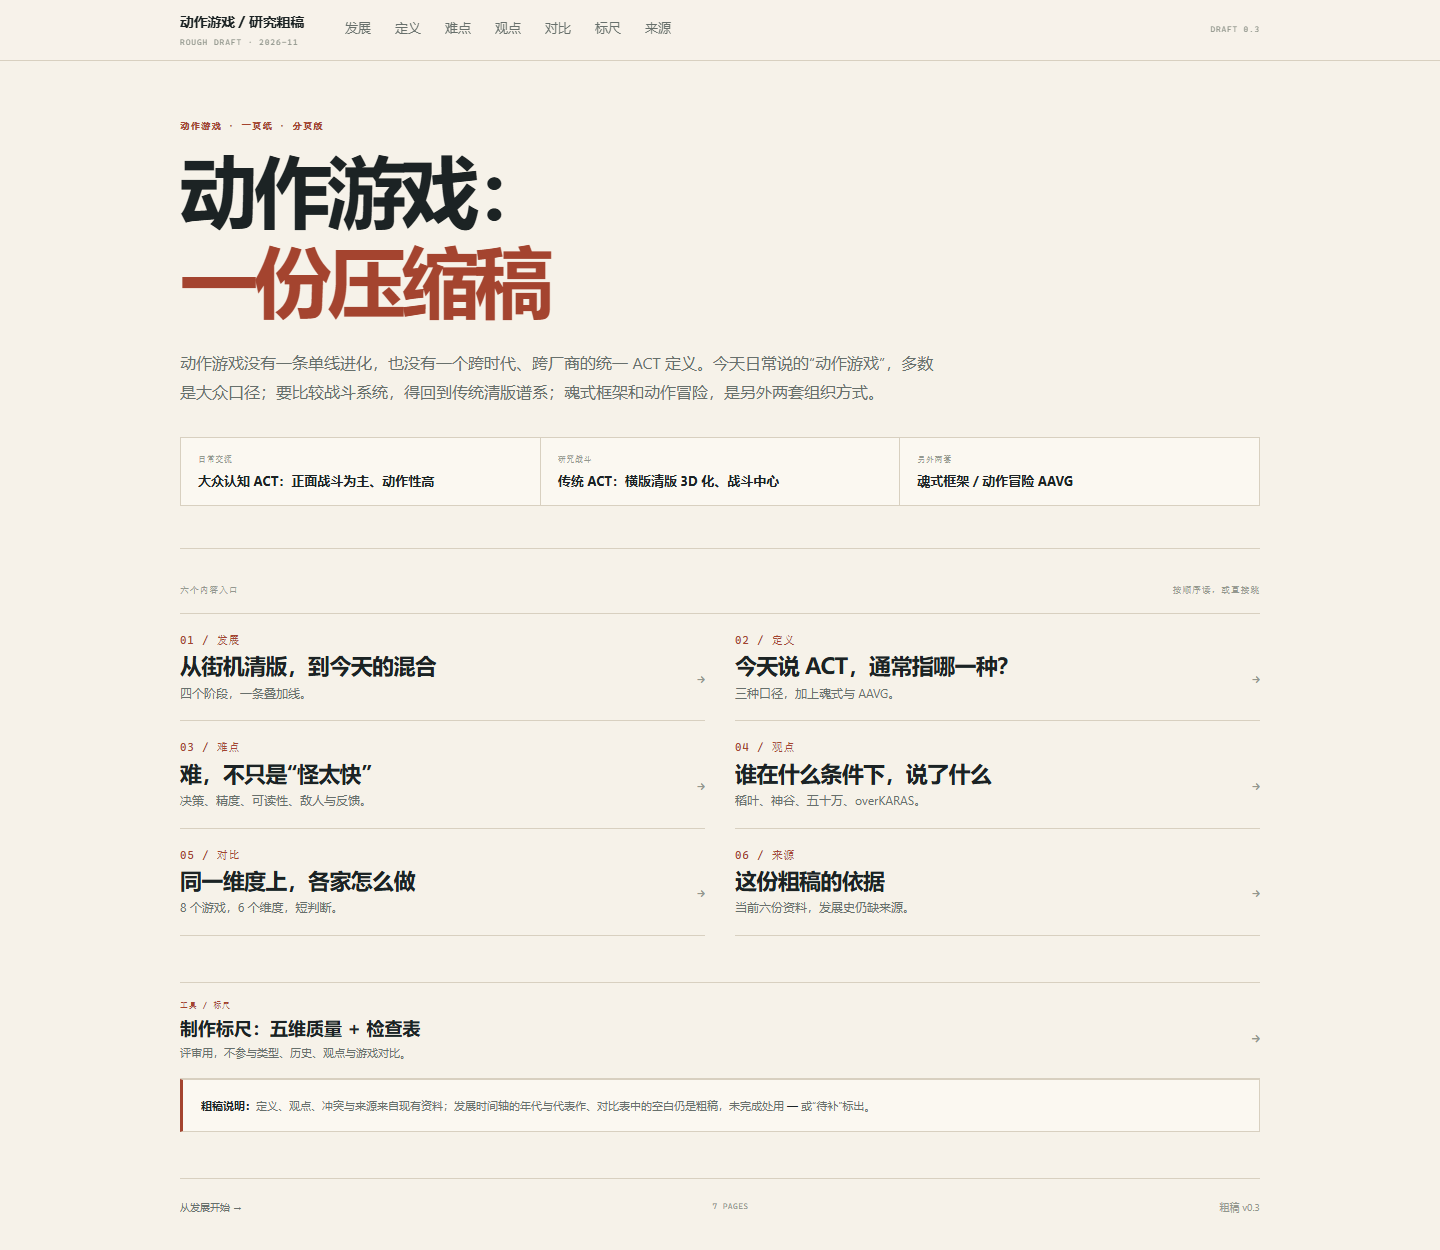 动作游戏 / 研究粗稿
ROUGH DRAFT · 2026-11
发展 定义 难点 观点 对比 标尺 来源
DRAFT 0.3
动作游戏 · 一页纸 · 分页版
动作游戏：
一份压缩稿
动作游戏没有一条单线进化，也没有一个跨时代、跨厂商的统一 ACT 定义。今天日常说的“动作游戏”，多数
是大众口径；要比较战斗系统，得回到传统清版谱系；魂式框架和动作冒险，是另外两套组织方式。
日常交流
大众认知 ACT：正面战斗为主、动作性高
研究战斗
传统 ACT：横版清版 3D 化、战斗中心
另外两套
魂式框架 / 动作冒险 AAVG
六个内容入口
按顺序读，或直接跳
01 / 发展
从街机清版，到今天的混合
四个阶段，一条叠加线。
→
02 / 定义
今天说 ACT，通常指哪一种？
三种口径，加上魂式与 AAVG。
→
03 / 难点
难，不只是“怪太快”
决策、精度、可读性、敌人与反馈。
→
04 / 观点
谁在什么条件下，说了什么
稻叶、神谷、五十万、overKARAS。
→
05 / 对比
同一维度上，各家怎么做
8 个游戏，6 个维度，短判断。
→
06 / 来源
这份粗稿的依据
当前六份资料，发展史仍缺来源。
→
工具 / 标尺
制作标尺：五维质量 + 检查表
评审用，不参与类型、历史、观点与游戏对比。
→
粗稿说明：定义、观点、冲突与来源来自现有资料；发展时间轴的年代与代表作、对比表中的空白仍是粗稿，未完成处用 — 或“待补”标出。
从发展开始 →
7 PAGES
粗稿 v0.3